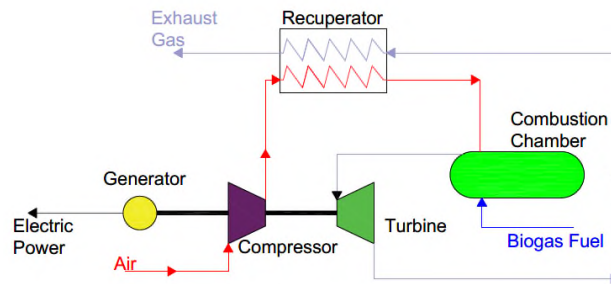 Recuperator
Exhaust
Gas
Combustion
Chamber
Generator
Electric
Power
Compressor
Turbine
Air
Biogas Fuel